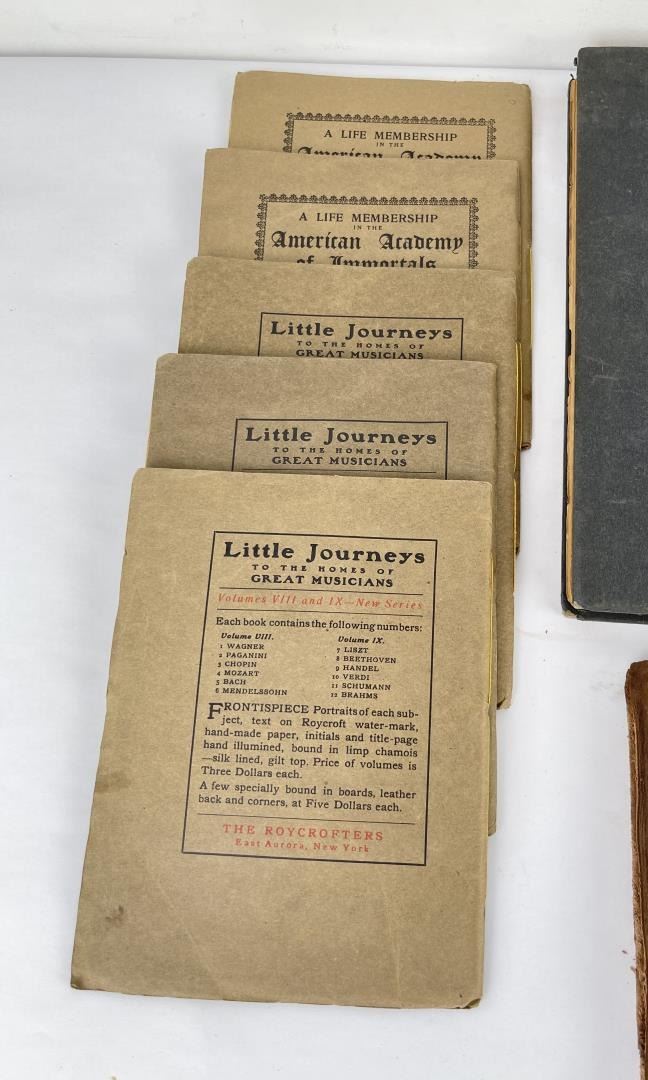 A LIFE MEMBERSHIP
IN THE
American Academy
A LIFE MEMBERSHIP
IN THE
American Academy
of Immortals
Little Journeys
TO THE HOMES OF
GREAT MUSICIANS
Little Journeys
TO THE HOMES OF
GREAT MUSICIANS
Little Journeys
TO THE HOMES OF
GREAT MUSICIANS
Volumes VIII and IX—New Series
Each book contains the following numbers:
Volume VIII.
1 WAGNER
2 PAGANINI
3 CHOPIN
4 MOZART
5 BACH
6 MENDELSSOHN
Volume IX.
7 LISZT
8 BEETHOVEN
9 HANDEL
10 VERDI
11 SCHUMANN
12 BRAHMS
FRONTISPIECE Portraits of each sub-
ject, text on Roycroft water-mark,
hand-made paper, initials and title-page
hand illumined, bound in limp chamois
—silk lined, gilt top. Price of volumes is
Three Dollars each.
A few specially bound in boards, leather
back and corners, at Five Dollars each.
THE ROYCROFTERS
East Aurora, New York